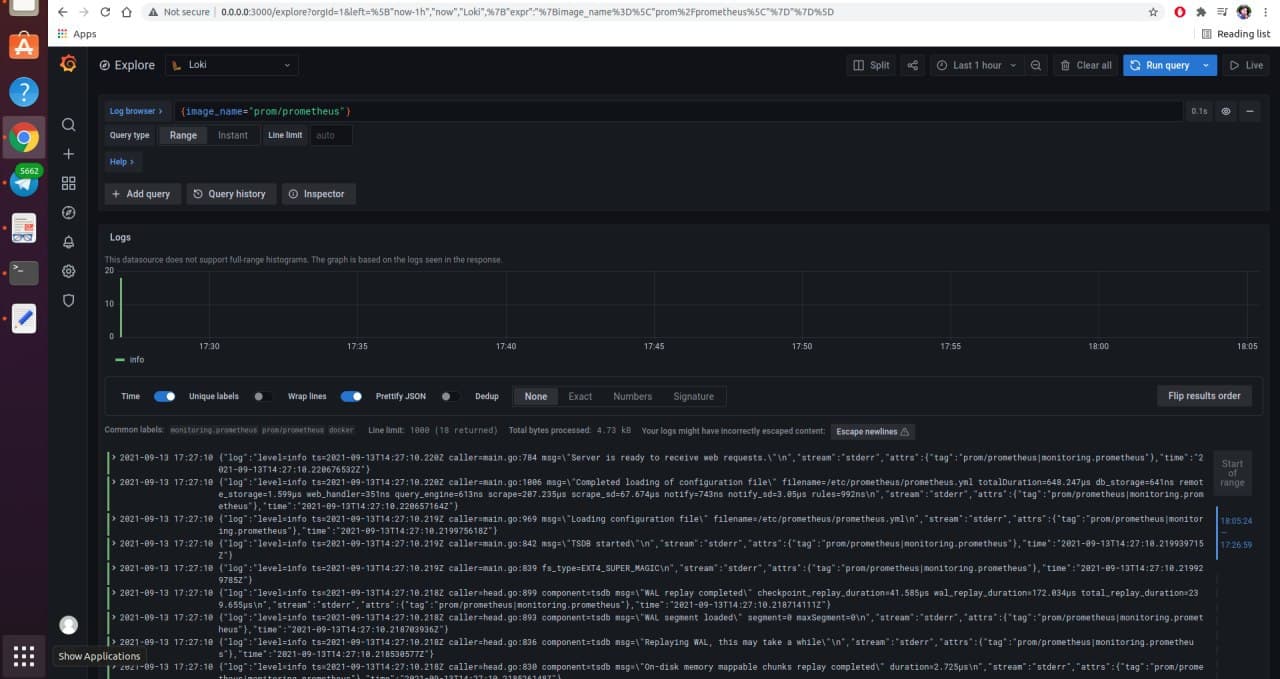 Not secure | 0.0.0.0:3000/explore?orgId=1&left=%5B"now-1h","now","Loki",%7B"expr":"%7Bimage_name%3D%5C"prom%2Fprometheus%5C"%7D"%7D%5D
Apps
Reading list
Explore
Loki
Split
Last 1 hour
Clear all
Run query
Live
5662
Log browser >
{image_name="prom/prometheus"}
0.1s
Query type
Range
Instant
Line limit
auto
Help >
+ Add query
Query history
Inspector
Logs
This datasource does not support full-range histograms. The graph is based on the logs seen in the response.
20
10
0
17:30
17:35
17:40
17:45
17:50
17:55
18:00
18:05
info
Time
Unique labels
Wrap lines
Prettify JSON
Dedup
None
Exact
Numbers
Signature
Flip results order
Common labels: monitoring.prometheus prom/prometheus docker Line limit: 1000 (18 returned) Total bytes processed: 4.73 kB Your logs might have incorrectly escaped content: Escape newlines
> 2021-09-13 17:27:10 {"log":"level=info ts=2021-09-13T14:27:10.220Z caller=main.go:784 msg=\"Server is ready to receive web requests.\"\n","stream":"stderr","attrs":{"tag":"prom/prometheus|monitoring.prometheus"},"time":"2
021-09-13T14:27:10.220676532Z"}
> 2021-09-13 17:27:10 {"log":"level=info ts=2021-09-13T14:27:10.220Z caller=main.go:1006 msg=\"Completed loading of configuration file\" filename=/etc/prometheus/prometheus.yml totalDuration=648.247µs db_storage=641ns remot
e_storage=1.599µs web_handler=351ns query_engine=613ns scrape=207.235µs scrape_sd=67.674µs notify=743ns notify_sd=3.05µs rules=992ns\n","stream":"stderr","attrs":{"tag":"prom/prometheus|monitoring.prom
etheus"},"time":"2021-09-13T14:27:10.220657164Z"}
> 2021-09-13 17:27:10 {"log":"level=info ts=2021-09-13T14:27:10.219Z caller=main.go:969 msg=\"Loading configuration file\" filename=/etc/prometheus/prometheus.yml\n","stream":"stderr","attrs":{"tag":"prom/prometheus|monitor
ing.prometheus"},"time":"2021-09-13T14:27:10.219975618Z"}
> 2021-09-13 17:27:10 {"log":"level=info ts=2021-09-13T14:27:10.219Z caller=main.go:842 msg=\"TSDB started\"\n","stream":"stderr","attrs":{"tag":"prom/prometheus|monitoring.prometheus"},"time":"2021-09-13T14:27:10.219939715
Z"}
> 2021-09-13 17:27:10 {"log":"level=info ts=2021-09-13T14:27:10.219Z caller=main.go:839 fs_type=EXT4_SUPER_MAGIC\n","stream":"stderr","attrs":{"tag":"prom/prometheus|monitoring.prometheus"},"time":"2021-09-13T14:27:10.21992
9785Z"}
> 2021-09-13 17:27:10 {"log":"level=info ts=2021-09-13T14:27:10.218Z caller=head.go:899 component=tsdb msg=\"WAL replay completed\" checkpoint_replay_duration=41.585µs wal_replay_duration=172.034µs total_replay_duration=23
9.655µs\n","stream":"stderr","attrs":{"tag":"prom/prometheus|monitoring.prometheus"},"time":"2021-09-13T14:27:10.218714111Z"}
> 2021-09-13 17:27:10 {"log":"level=info ts=2021-09-13T14:27:10.218Z caller=head.go:893 component=tsdb msg=\"WAL segment loaded\" segment=0 maxSegment=0\n","stream":"stderr","attrs":{"tag":"prom/prometheus|monitoring.promet
heus"},"time":"2021-09-13T14:27:10.218703936Z"}
> 2021-09-13 17:27:10 {"log":"level=info ts=2021-09-13T14:27:10.218Z caller=head.go:836 component=tsdb msg=\"Replaying WAL, this may take a while\"\n","stream":"stderr","attrs":{"tag":"prom/prometheus|monitoring.prometheu
s"},"time":"2021-09-13T14:27:10.218530577Z"}
> 2021-09-13 17:27:10 {"log":"level=info ts=2021-09-13T14:27:10.218Z caller=head.go:830 component=tsdb msg=\"On-disk memory mappable chunks replay completed\" duration=2.725µs\n","stream":"stderr","attrs":{"tag":"prom/prome
Start
of
range
18:05:24
—
17:26:59
Show Applications